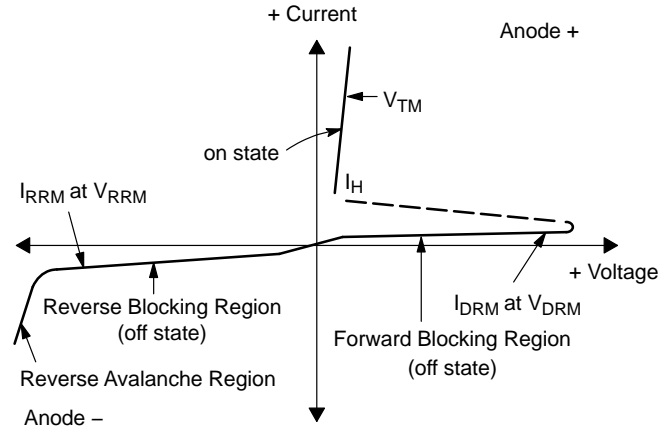 + Current
Anode +
VTM
on state
IH
IRRM at VRRM
+ Voltage
IDRM at VDRM
Reverse Blocking Region
(off state)
Forward Blocking Region
(off state)
Reverse Avalanche Region
Anode –